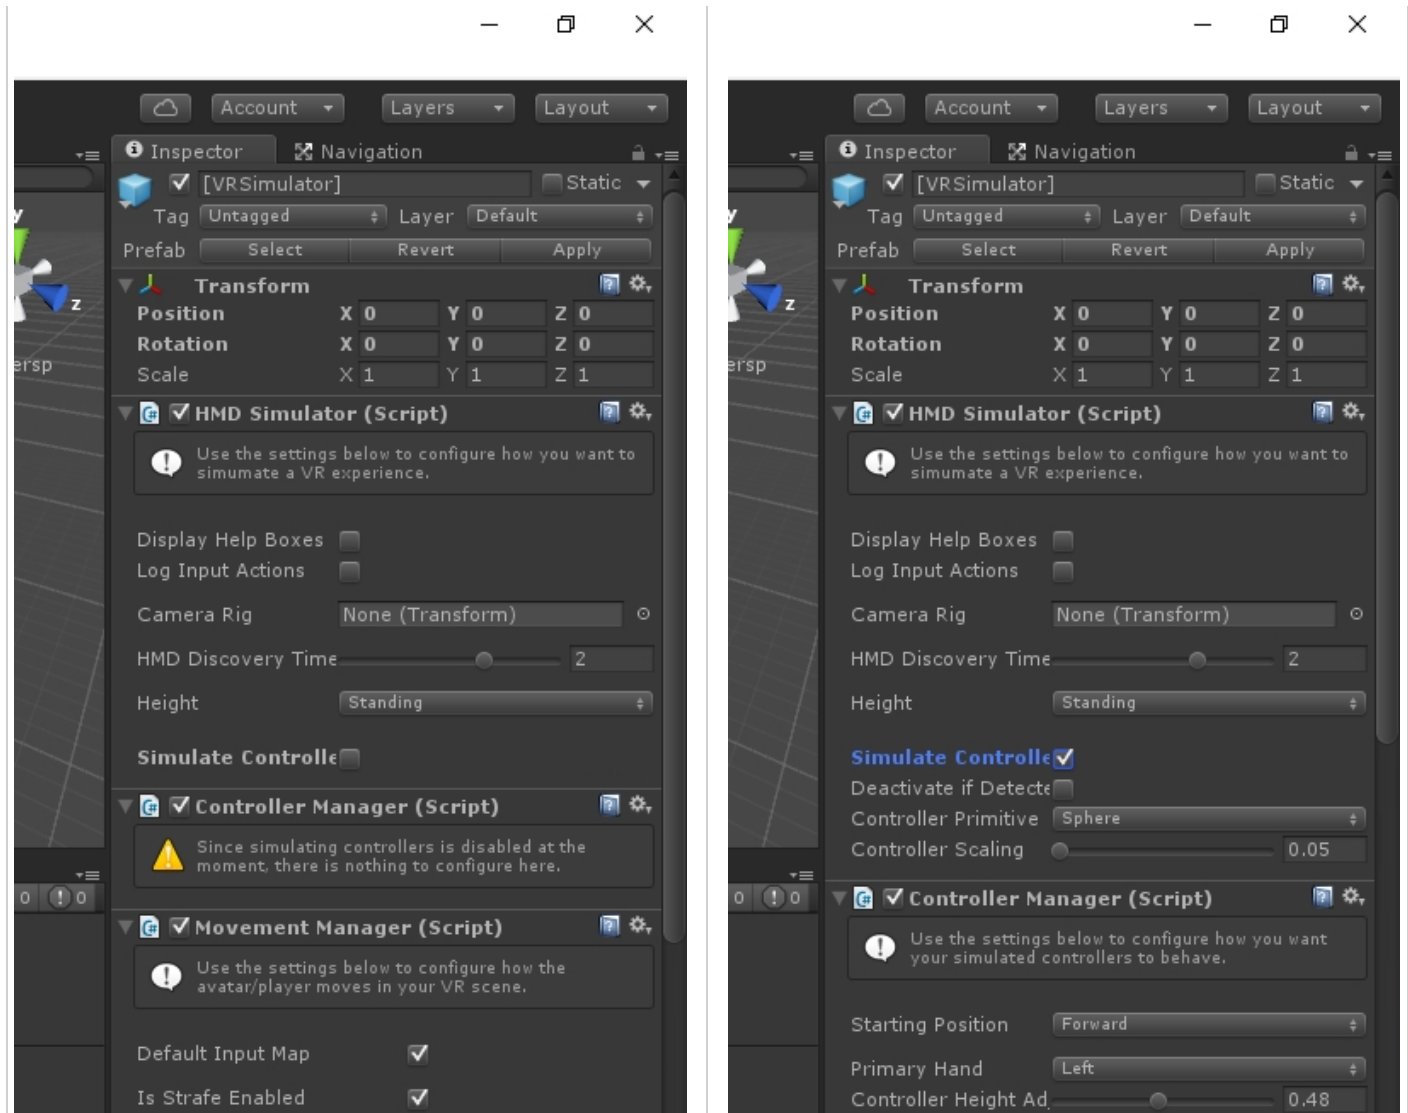 Account Layers Layout
Inspector Navigation
[VRSimulator] Static
y
Tag Untagged Layer Default
Prefab Select Revert Apply
Transform
z
Position X 0 Y 0 Z 0
Rotation X 0 Y 0 Z 0
ersp
Scale X 1 Y 1 Z 1
HMD Simulator (Script)
Use the settings below to configure how you want to
simumate a VR experience.
Display Help Boxes
Log Input Actions
Camera Rig None (Transform)
HMD Discovery Time 2
Height Standing
Simulate Controlle
Controller Manager (Script)
Since simulating controllers is disabled at the
moment, there is nothing to configure here.
0 0
Movement Manager (Script)
Use the settings below to configure how the
avatar/player moves in your VR scene.
Default Input Map
Is Strafe Enabled
Account Layers Layout
Inspector Navigation
[VRSimulator] Static
y
Tag Untagged Layer Default
Prefab Select Revert Apply
Transform
z
Position X 0 Y 0 Z 0
Rotation X 0 Y 0 Z 0
ersp
Scale X 1 Y 1 Z 1
HMD Simulator (Script)
Use the settings below to configure how you want to
simumate a VR experience.
Display Help Boxes
Log Input Actions
Camera Rig None (Transform)
HMD Discovery Time 2
Height Standing
Simulate Controlle
Deactivate if Detecte
Controller Primitive Sphere
Controller Scaling 0.05
0 0
Controller Manager (Script)
Use the settings below to configure how you want
your simulated controllers to behave.
Starting Position Forward
Primary Hand Left
Controller Height Ad 0.48